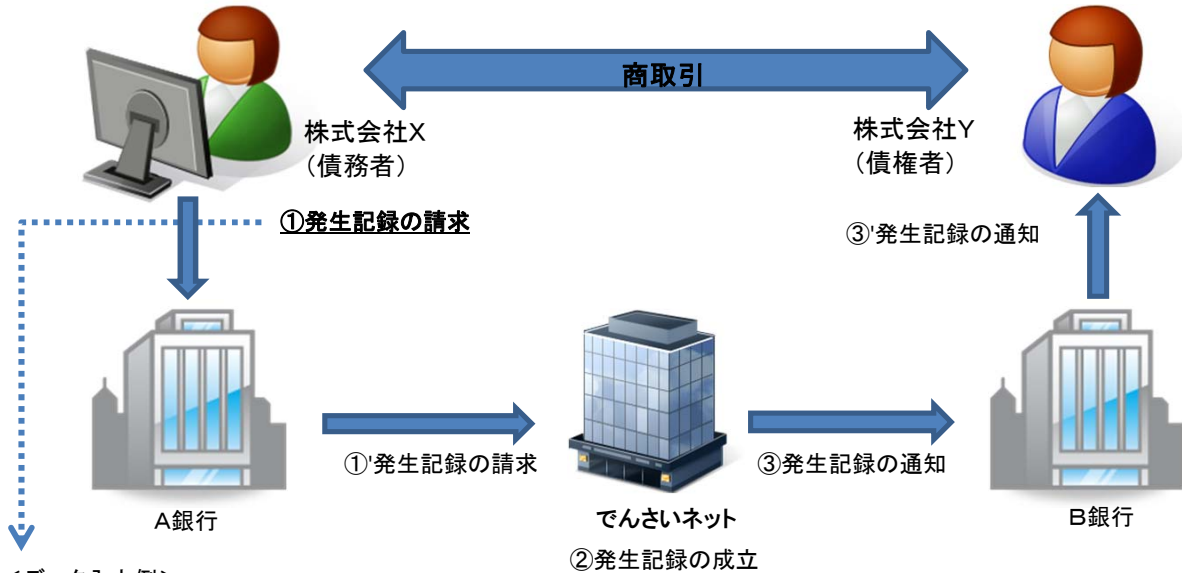 商取引
株式会社X
(債務者)
株式会社Y
(債権者)
①発生記録の請求
③'発生記録の通知
①'発生記録の請求
③発生記録の通知
A銀行
でんさいネット
B銀行
②発生記録の成立